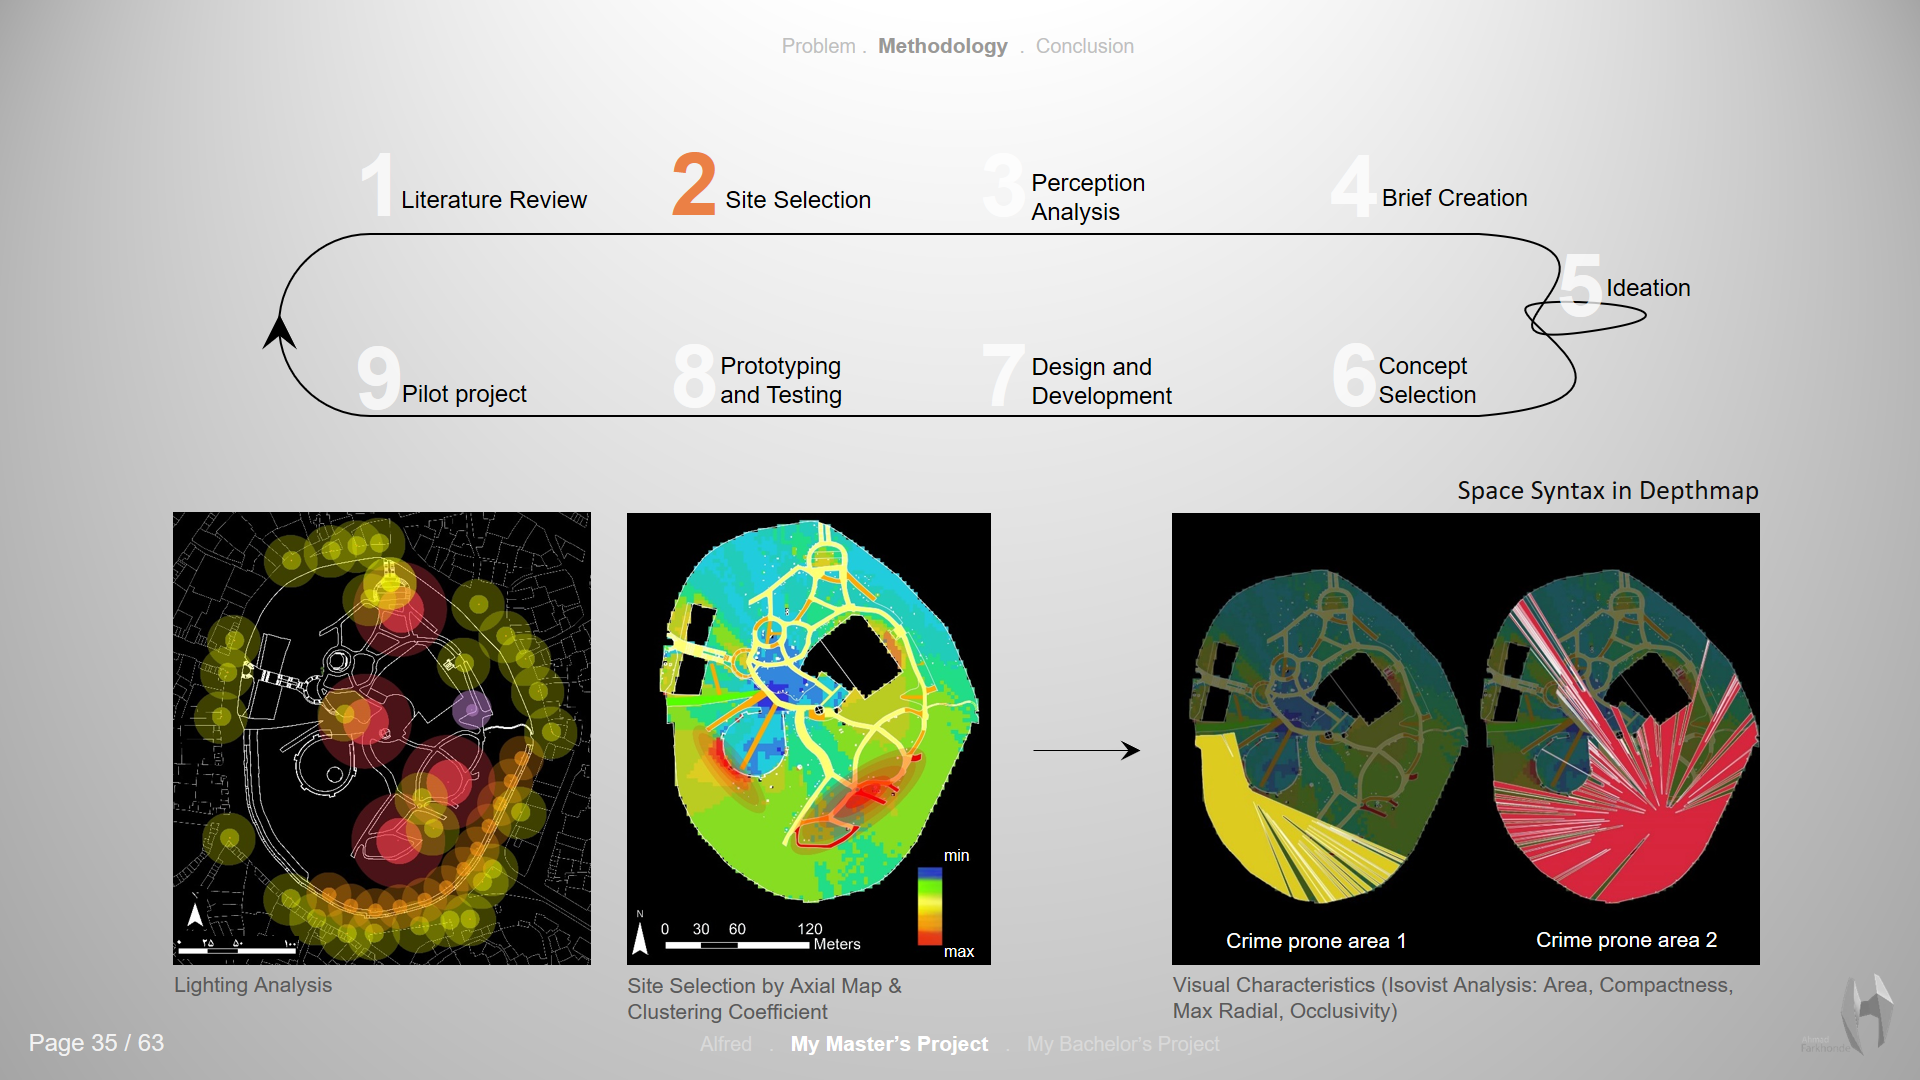 Problem . Methodology . Conclusion
1 Literature Review
2 Site Selection
3 Perception
Analysis
4 Brief Creation
5 Ideation
9 Pilot project
8 Prototyping
and Testing
7 Design and
Development
6 Concept
Selection
Space Syntax in Depthmap
۰ ۲۵ ۵۰ ۱۰۰
min
max
N
0 30 60 120
Meters
Crime prone area 1
Crime prone area 2
Lighting Analysis
Site Selection by Axial Map &
Clustering Coefficient
Visual Characteristics (Isovist Analysis: Area, Compactness,
Max Radial, Occlusivity)
Page 35 / 63
Alfred . My Master's Project . My Bachelor's Project
Ahmad
Farkhonde